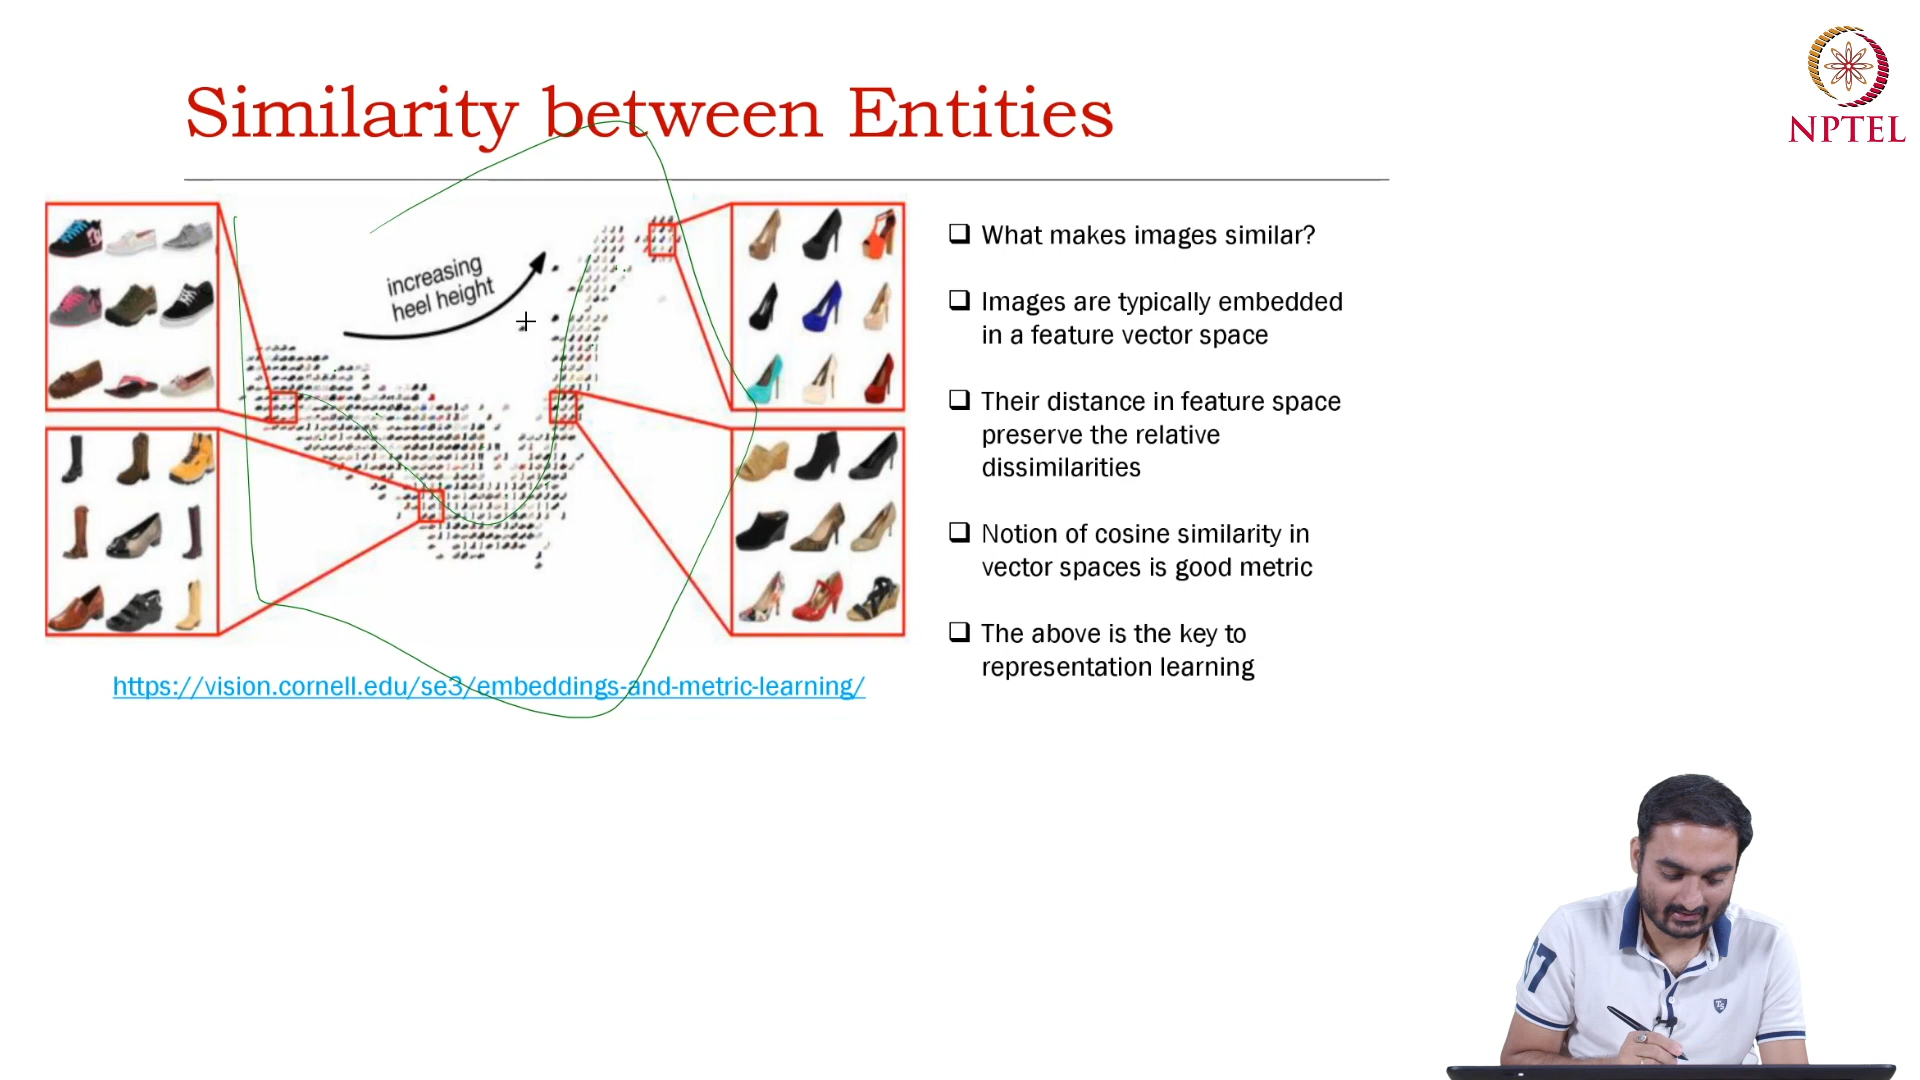 Similarity between Entities
NPTEL
increasing
heel height
What makes images similar?
Images are typically embedded
in a feature vector space
Their distance in feature space
preserve the relative
dissimilarities
Notion of cosine similarity in
vector spaces is good metric
The above is the key to
representation learning
https://vision.cornell.edu/se3/embeddings-and-metric-learning/
07